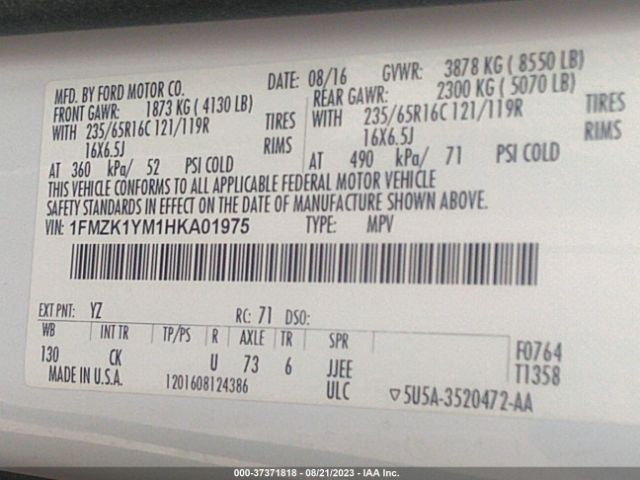 MFD. BY FORD MOTOR CO.
DATE: 08/16 GVWR: 3878 KG ( 8550 LB)
FRONT GAWR: 1873 KG ( 4130 LB)
REAR GAWR: 2300 KG ( 5070 LB)
WITH 235/65R16C 121/119R TIRES
WITH 235/65R16C 121/119R TIRES
16X6.5J RIMS
16X6.5J RIMS
AT 360 kPa/ 52 PSI COLD
AT 490 kPa/ 71 PSI COLD
THIS VEHICLE CONFORMS TO ALL APPLICABLE FEDERAL MOTOR VEHICLE
SAFETY STANDARDS IN EFFECT ON THE DATE OF MANUFACTURE SHOWN ABOVE.
VIN: 1FMZK1YM1HKA01975 TYPE: MPV
EXT PNT: YZ RC: 71 DSO:
WB INT TR TP/PS R AXLE TR SPR
130 CK U 73 6 JJEE F0764
MADE IN U.S.A. 1201608124386 ULC T1358
▽5U5A-3520472-AA
000-37371818 - 08/21/2023 - IAA Inc.